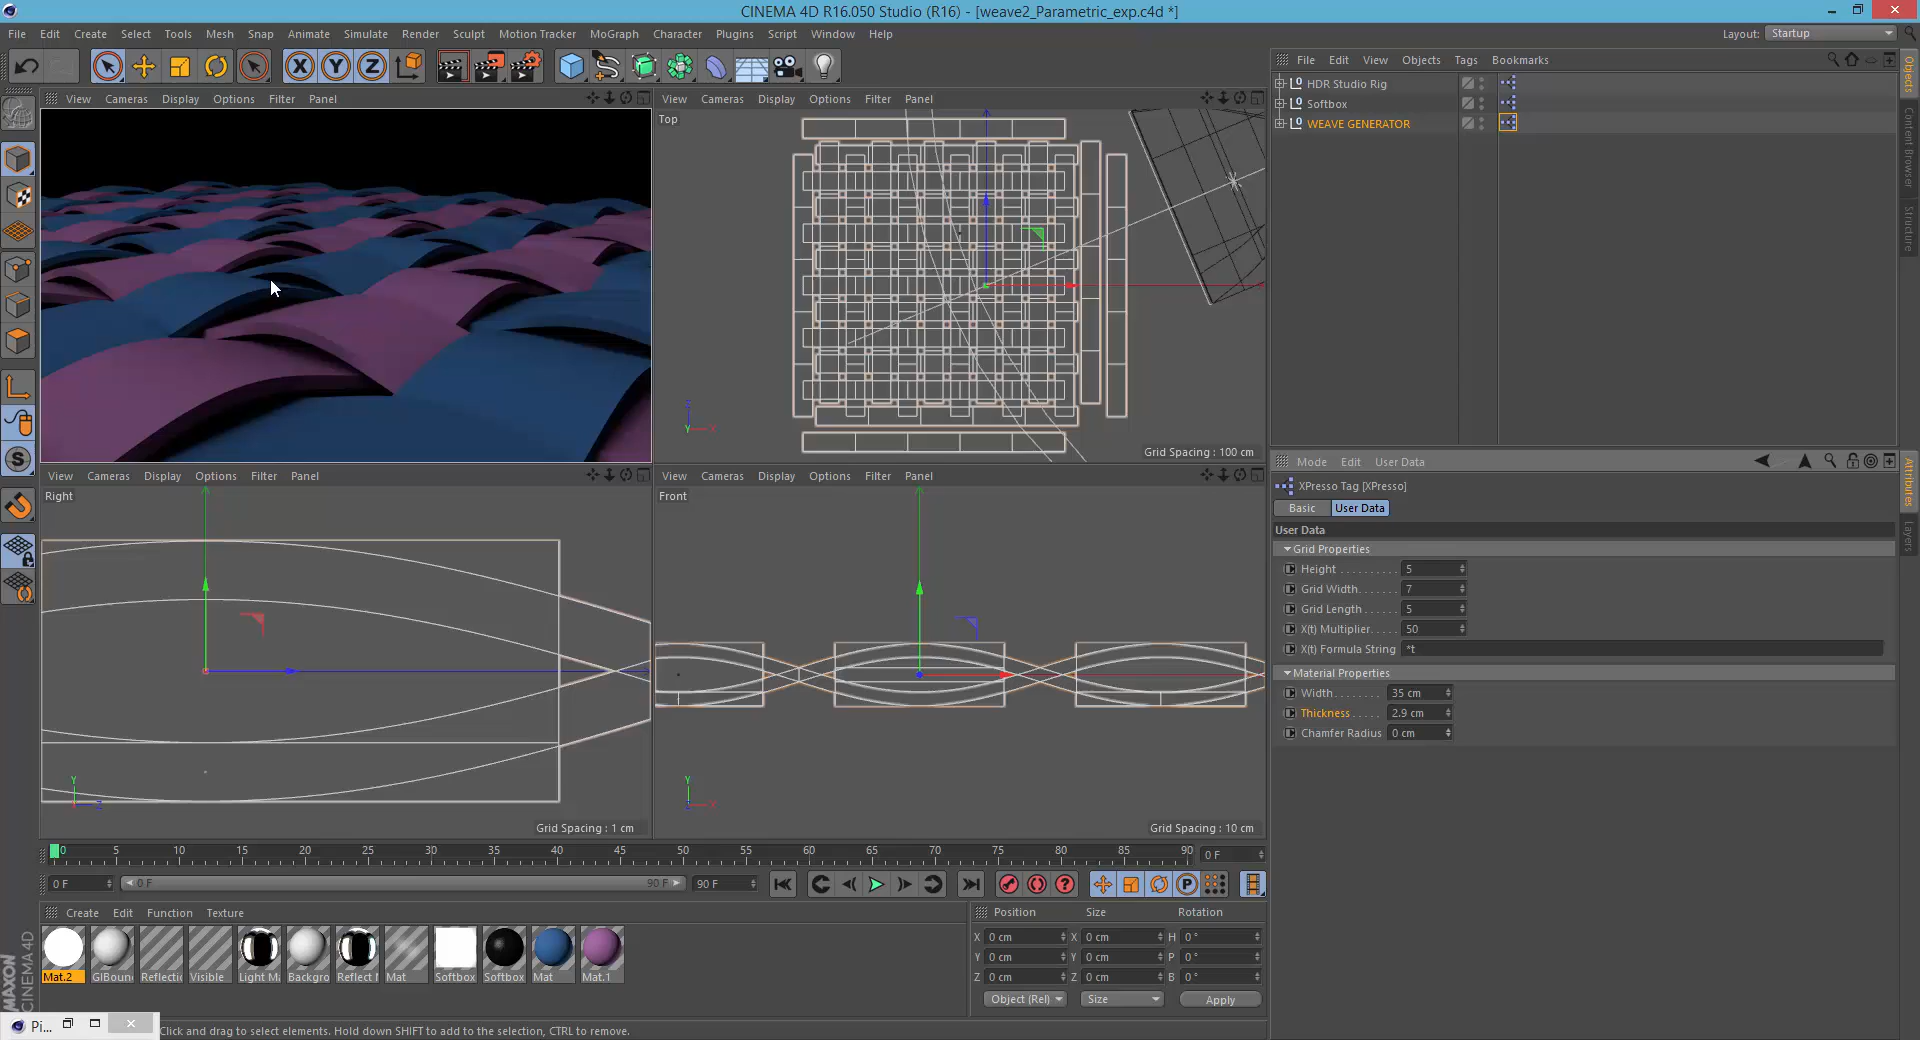 CINEMA 4D R16.050 Studio (R16) - [weave2_Parametric_exp.c4d *]
File Edit Create Select Tools Mesh Snap Animate Simulate Render Sculpt Motion Tracker MoGraph Character Plugins Script Window Help
Layout: Startup
X Y Z
View Cameras Display Options Filter Panel
View Cameras Display Options Filter Panel
Top
Grid Spacing : 100 cm
View Cameras Display Options Filter Panel
Right
Grid Spacing : 1 cm
View Cameras Display Options Filter Panel
Front
Grid Spacing : 10 cm
File Edit View Objects Tags Bookmarks
HDR Studio Rig
Softbox
WEAVE GENERATOR
Objects
Content Browser
Structure
Mode Edit User Data
XPresso Tag [XPresso]
Basic User Data
User Data
Grid Properties
Height 5
Grid Width 7
Grid Length 5
X(t) Multiplier 50
X(t) Formula String *t
Material Properties
Width 35 cm
Thickness 2.9 cm
Chamfer Radius 0 cm
Attributes
Layers
0 5 10 15 20 25 30 35 40 45 50 55 60 65 70 75 80 85 90 0 F
0 F 0 F 90 F 90 F
Create Edit Function Texture
Mat.2 GIBoun Reflectio Visible Light Ma Backgro Reflect F Mat Softbox Softbox Mat Mat.1
Position Size Rotation
X 0 cm X 0 cm H 0 °
Y 0 cm Y 0 cm P 0 °
Z 0 cm Z 0 cm B 0 °
Object (Rel) Size Apply
MAXON
CINEMA 4D
Pi...
Click and drag to select elements. Hold down SHIFT to add to the selection, CTRL to remove.